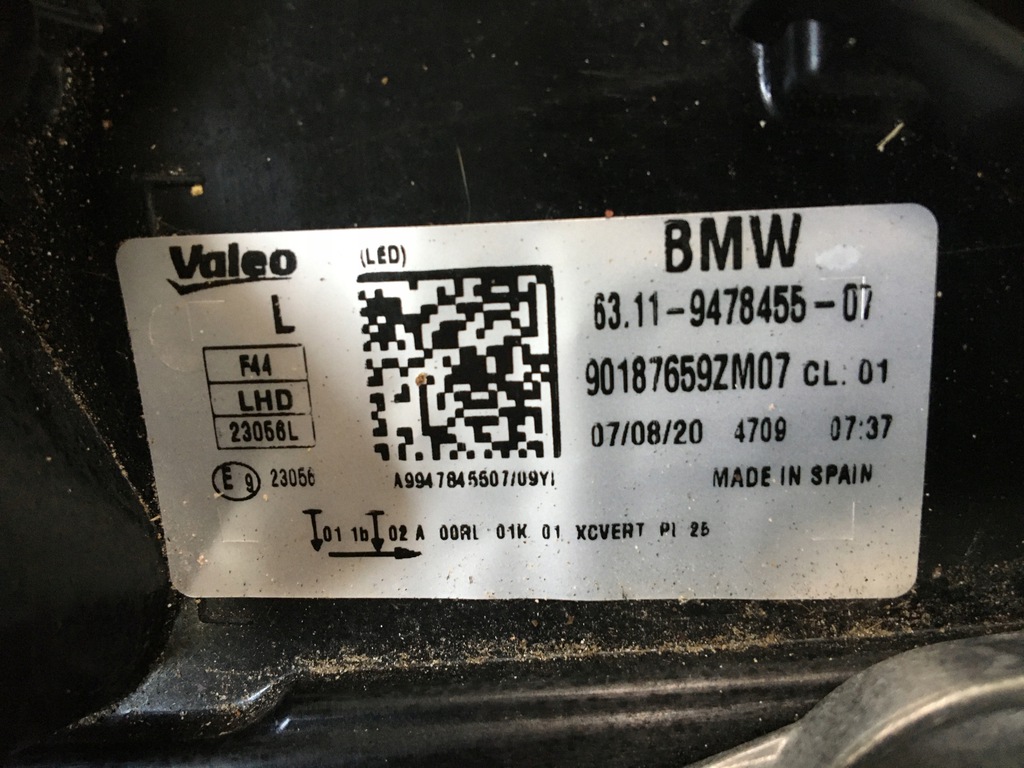 Valeo
(LED)
BMW
L
63.11-9478455-07
F44
LHD
23056L
90187659ZM07 CL: 01
07/08/20 4709 07:37
E 9 23056
A9947845507/09Y!
MADE IN SPAIN
01 1b 02 A 00RL 01K 01 XCVERT PI 25